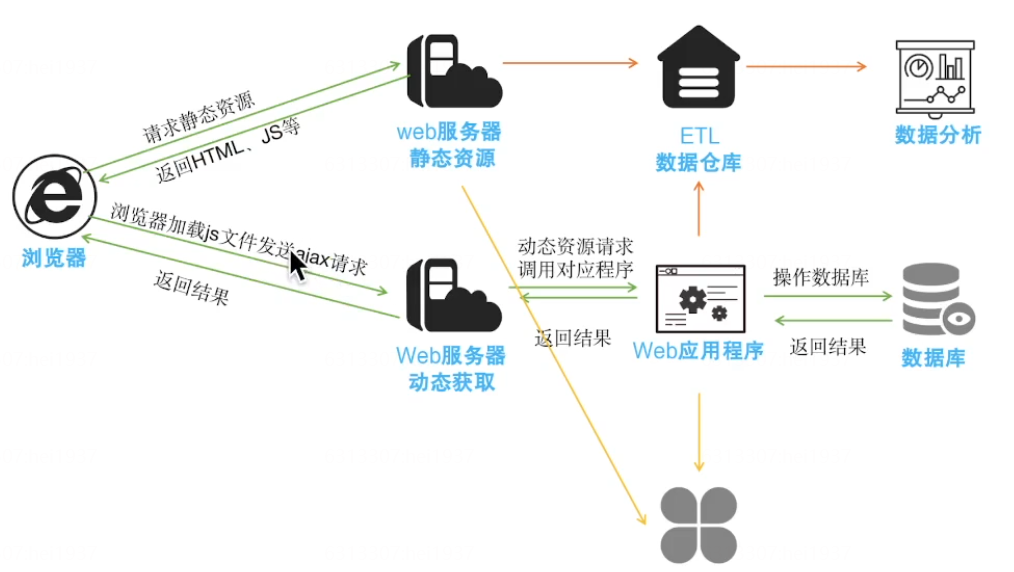 请求静态资源
返回HTML、JS等
web服务器
静态资源
ETL
数据仓库
数据分析
浏览器
浏览器加载js文件发送ajax请求
返回结果
Web服务器
动态获取
动态资源请求
调用对应程序
返回结果
Web应用程序
操作数据库
返回结果
数据库